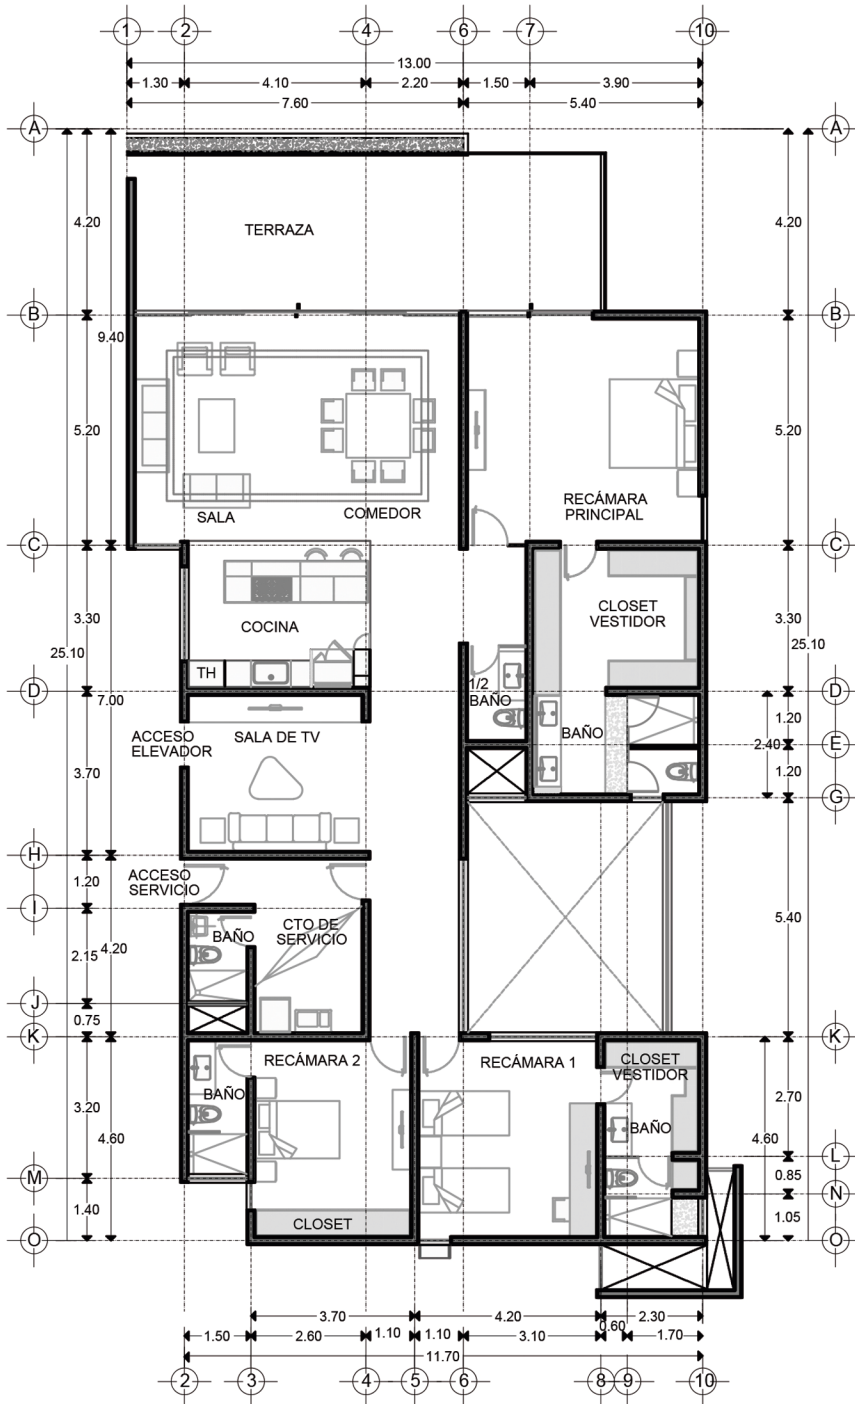 1 2 4 6 7 10
13.00
1.30 4.10 2.20 1.50 3.90
7.60 5.40
A A
4.20 4.20
TERRAZA
B B
9.40
5.20 5.20
RECÁMARA
PRINCIPAL
SALA COMEDOR
C C
3.30 3.30
CLOSET
VESTIDOR
COCINA
25.10 25.10
TH
1/2
BAÑO
D D
7.00
1.20
ACCESO
ELEVADOR
SALA DE TV
BAÑO
2.40
E E
3.70
1.20
G G
H
1.20
ACCESO
SERVICIO
I
CTO DE
SERVICIO
BAÑO
5.40
2.15 4.20
J
0.75
K K
RECÁMARA 2
RECÁMARA 1
CLOSET
VESTIDOR
BAÑO
3.20
2.70
BAÑO
4.60 4.60
L
M
0.85
N
1.40
1.05
CLOSET
O O
3.70 4.20 2.30
0.60
1.50 2.60 1.10 1.10 3.10 1.70
11.70
2 3 4 5 6 8 9 10